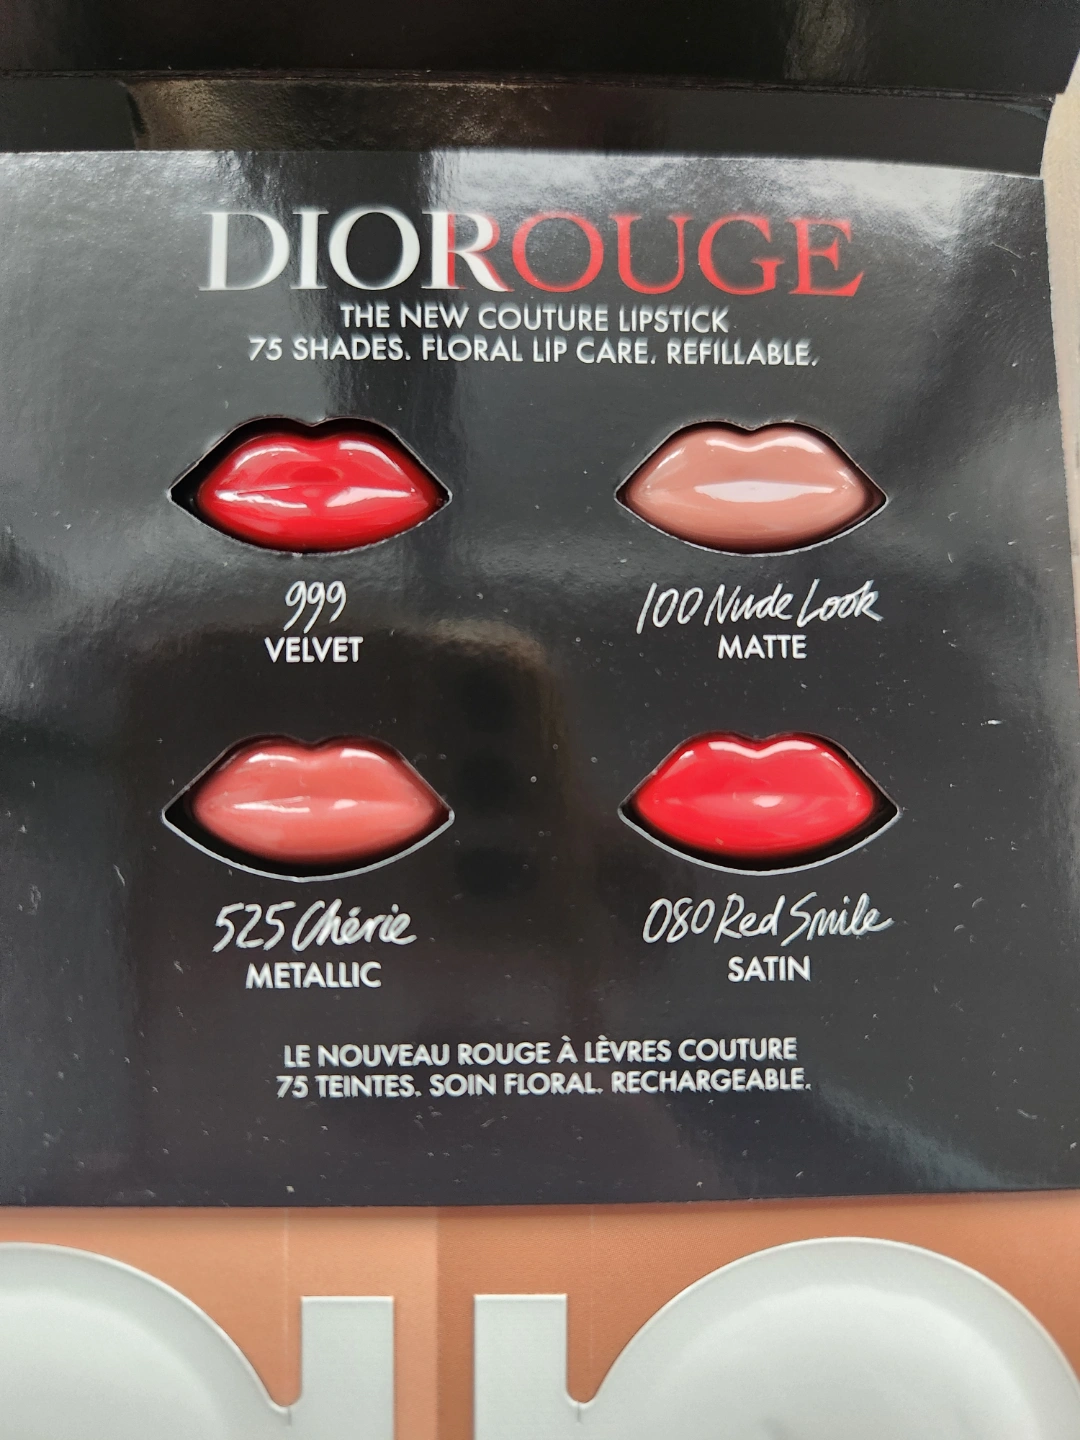 DIORROUGE
THE NEW COUTURE LIPSTICK
75 SHADES. FLORAL LIP CARE. REFILLABLE.
999
VELVET
100 Nude Look
MATTE
525 Chérie
METALLIC
080 Red Smile
SATIN
LE NOUVEAU ROUGE À LÈVRES COUTURE
75 TEINTES. SOIN FLORAL. RECHARGEABLE.